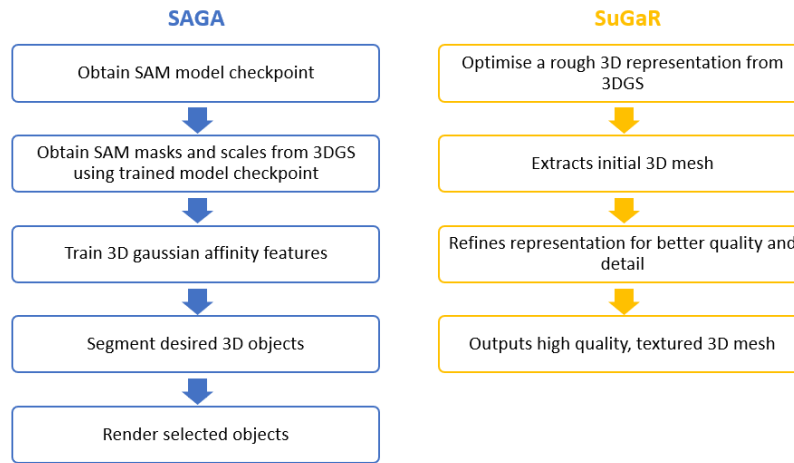 SAGA
Obtain SAM model checkpoint
Obtain SAM masks and scales from 3DGS
using trained model checkpoint
Train 3D gaussian affinity features
Segment desired 3D objects
Render selected objects
SuGaR
Optimise a rough 3D representation from
3DGS
Extracts initial 3D mesh
Refines representation for better quality and
detail
Outputs high quality, textured 3D mesh